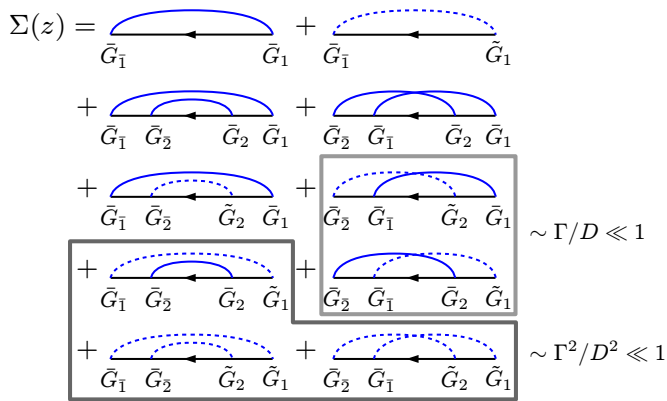 Σ(z) = +
Ḡ_1̄ Ḡ_1 Ḡ_1̄ G̃_1
+ +
Ḡ_1̄ Ḡ_2̄ Ḡ_2 Ḡ_1 Ḡ_2̄ Ḡ_1̄ Ḡ_2 Ḡ_1
+ +
Ḡ_1̄ Ḡ_2̄ G̃_2 Ḡ_1 Ḡ_2̄ Ḡ_1̄ G̃_2 Ḡ_1
∼ Γ/D ≪ 1
+ +
Ḡ_1̄ Ḡ_2̄ Ḡ_2 G̃_1 Ḡ_2̄ Ḡ_1̄ Ḡ_2 G̃_1
+ + ∼ Γ²/D² ≪ 1
Ḡ_1̄ Ḡ_2̄ G̃_2 G̃_1 Ḡ_2̄ Ḡ_1̄ G̃_2 G̃_1